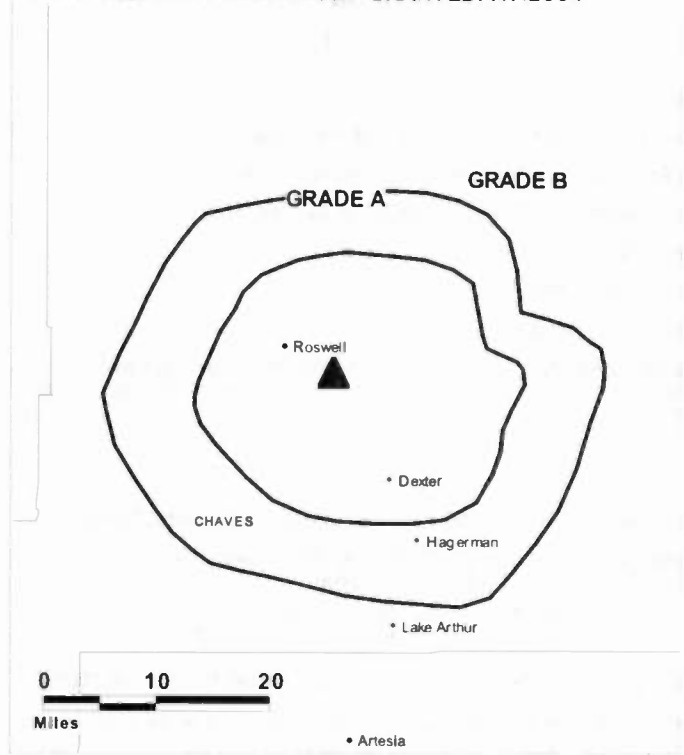 GRADE B
GRADE A
Roswell
Dexter
CHAVES
Hagerman
Lake Arthur
0 10 20
Miles
Artesia